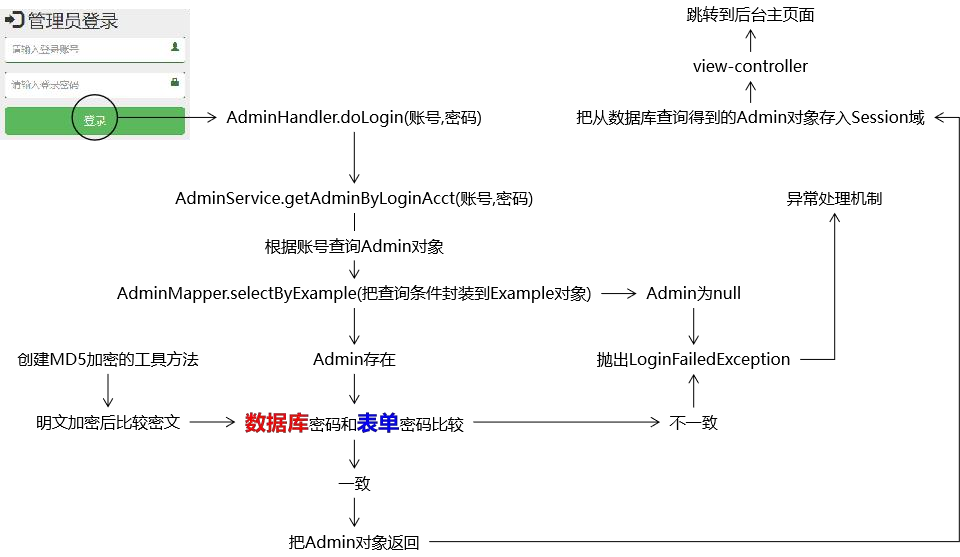 管理员登录
请输入登录账号
请输入登录密码
登录
跳转到后台主页面
view-controller
AdminHandler.doLogin(账号,密码)
把从数据库查询得到的Admin对象存入Session域
AdminService.getAdminByLoginAcct(账号,密码)
异常处理机制
根据账号查询Admin对象
AdminMapper.selectByExample(把查询条件封装到Example对象)
Admin为null
创建MD5加密的工具方法
Admin存在
抛出LoginFailedException
明文加密后比较密文
数据库密码和表单密码比较
不一致
一致
把Admin对象返回